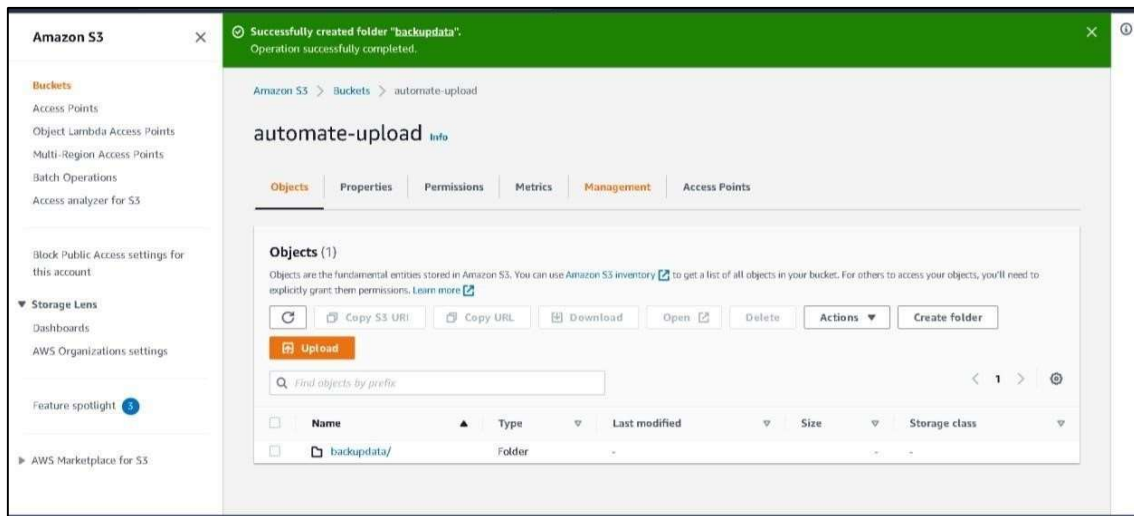 Amazon S3
Buckets
Access Points
Object Lambda Access Points
Multi-Region Access Points
Batch Operations
Access analyzer for S3
Block Public Access settings for
this account
Storage Lens
Dashboards
AWS Organizations settings
Feature spotlight 3
AWS Marketplace for S3
Successfully created folder "backupdata".
Operation successfully completed.
Amazon S3 > Buckets > automate-upload
automate-upload Info
Objects Properties Permissions Metrics Management Access Points
Objects (1)
Objects are the fundamental entities stored in Amazon S3. You can use Amazon S3 inventory to get a list of all objects in your bucket. For others to access your objects, you'll need to
explicitly grant them permissions. Learn more
Copy S3 URI Copy URL Download Open Delete Actions Create folder
Upload
Find objects by prefix
< 1 >
Name Type Last modified Size Storage class
backupdata/ Folder - - -